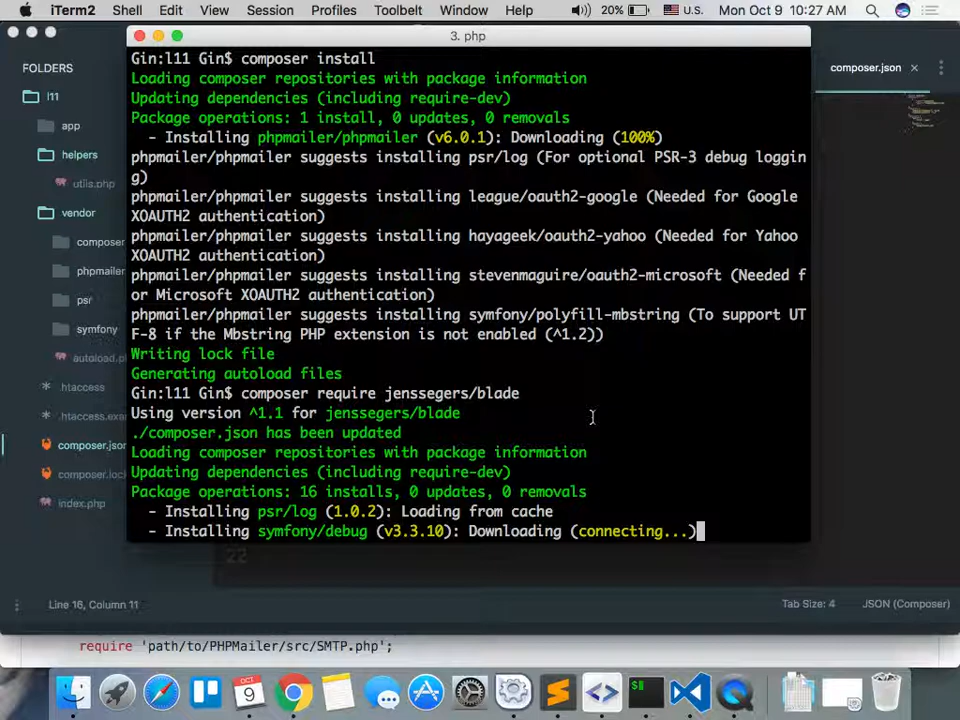 iTerm2 Shell Edit View Session Profiles Toolbelt Window Help 20% U.S. Mon Oct 9 10:27 AM
3. php
FOLDERS
l11
app
helpers
utils.php
vendor
composer
phpmailer
psr
symfony
autoload.p
.htaccess
.htaccess.exa
composer.json
composer.lock
index.php
composer.json ×
Gin:l11 Gin$ composer install
Loading composer repositories with package information
Updating dependencies (including require-dev)
Package operations: 1 install, 0 updates, 0 removals
- Installing phpmailer/phpmailer (v6.0.1): Downloading (100%)
phpmailer/phpmailer suggests installing psr/log (For optional PSR-3 debug loggin
g)
phpmailer/phpmailer suggests installing league/oauth2-google (Needed for Google
XOAUTH2 authentication)
phpmailer/phpmailer suggests installing hayageek/oauth2-yahoo (Needed for Yahoo
XOAUTH2 authentication)
phpmailer/phpmailer suggests installing stevenmaguire/oauth2-microsoft (Needed f
or Microsoft XOAUTH2 authentication)
phpmailer/phpmailer suggests installing symfony/polyfill-mbstring (To support UT
F-8 if the Mbstring PHP extension is not enabled (^1.2))
Writing lock file
Generating autoload files
Gin:l11 Gin$ composer require jenssegers/blade
Using version ^1.1 for jenssegers/blade
./composer.json has been updated
Loading composer repositories with package information
Updating dependencies (including require-dev)
Package operations: 16 installs, 0 updates, 0 removals
- Installing psr/log (1.0.2): Loading from cache
- Installing symfony/debug (v3.3.10): Downloading (connecting...)
22
Line 16, Column 11 Tab Size: 4 JSON (Composer)
require 'path/to/PHPMailer/src/SMTP.php';
OCT
9